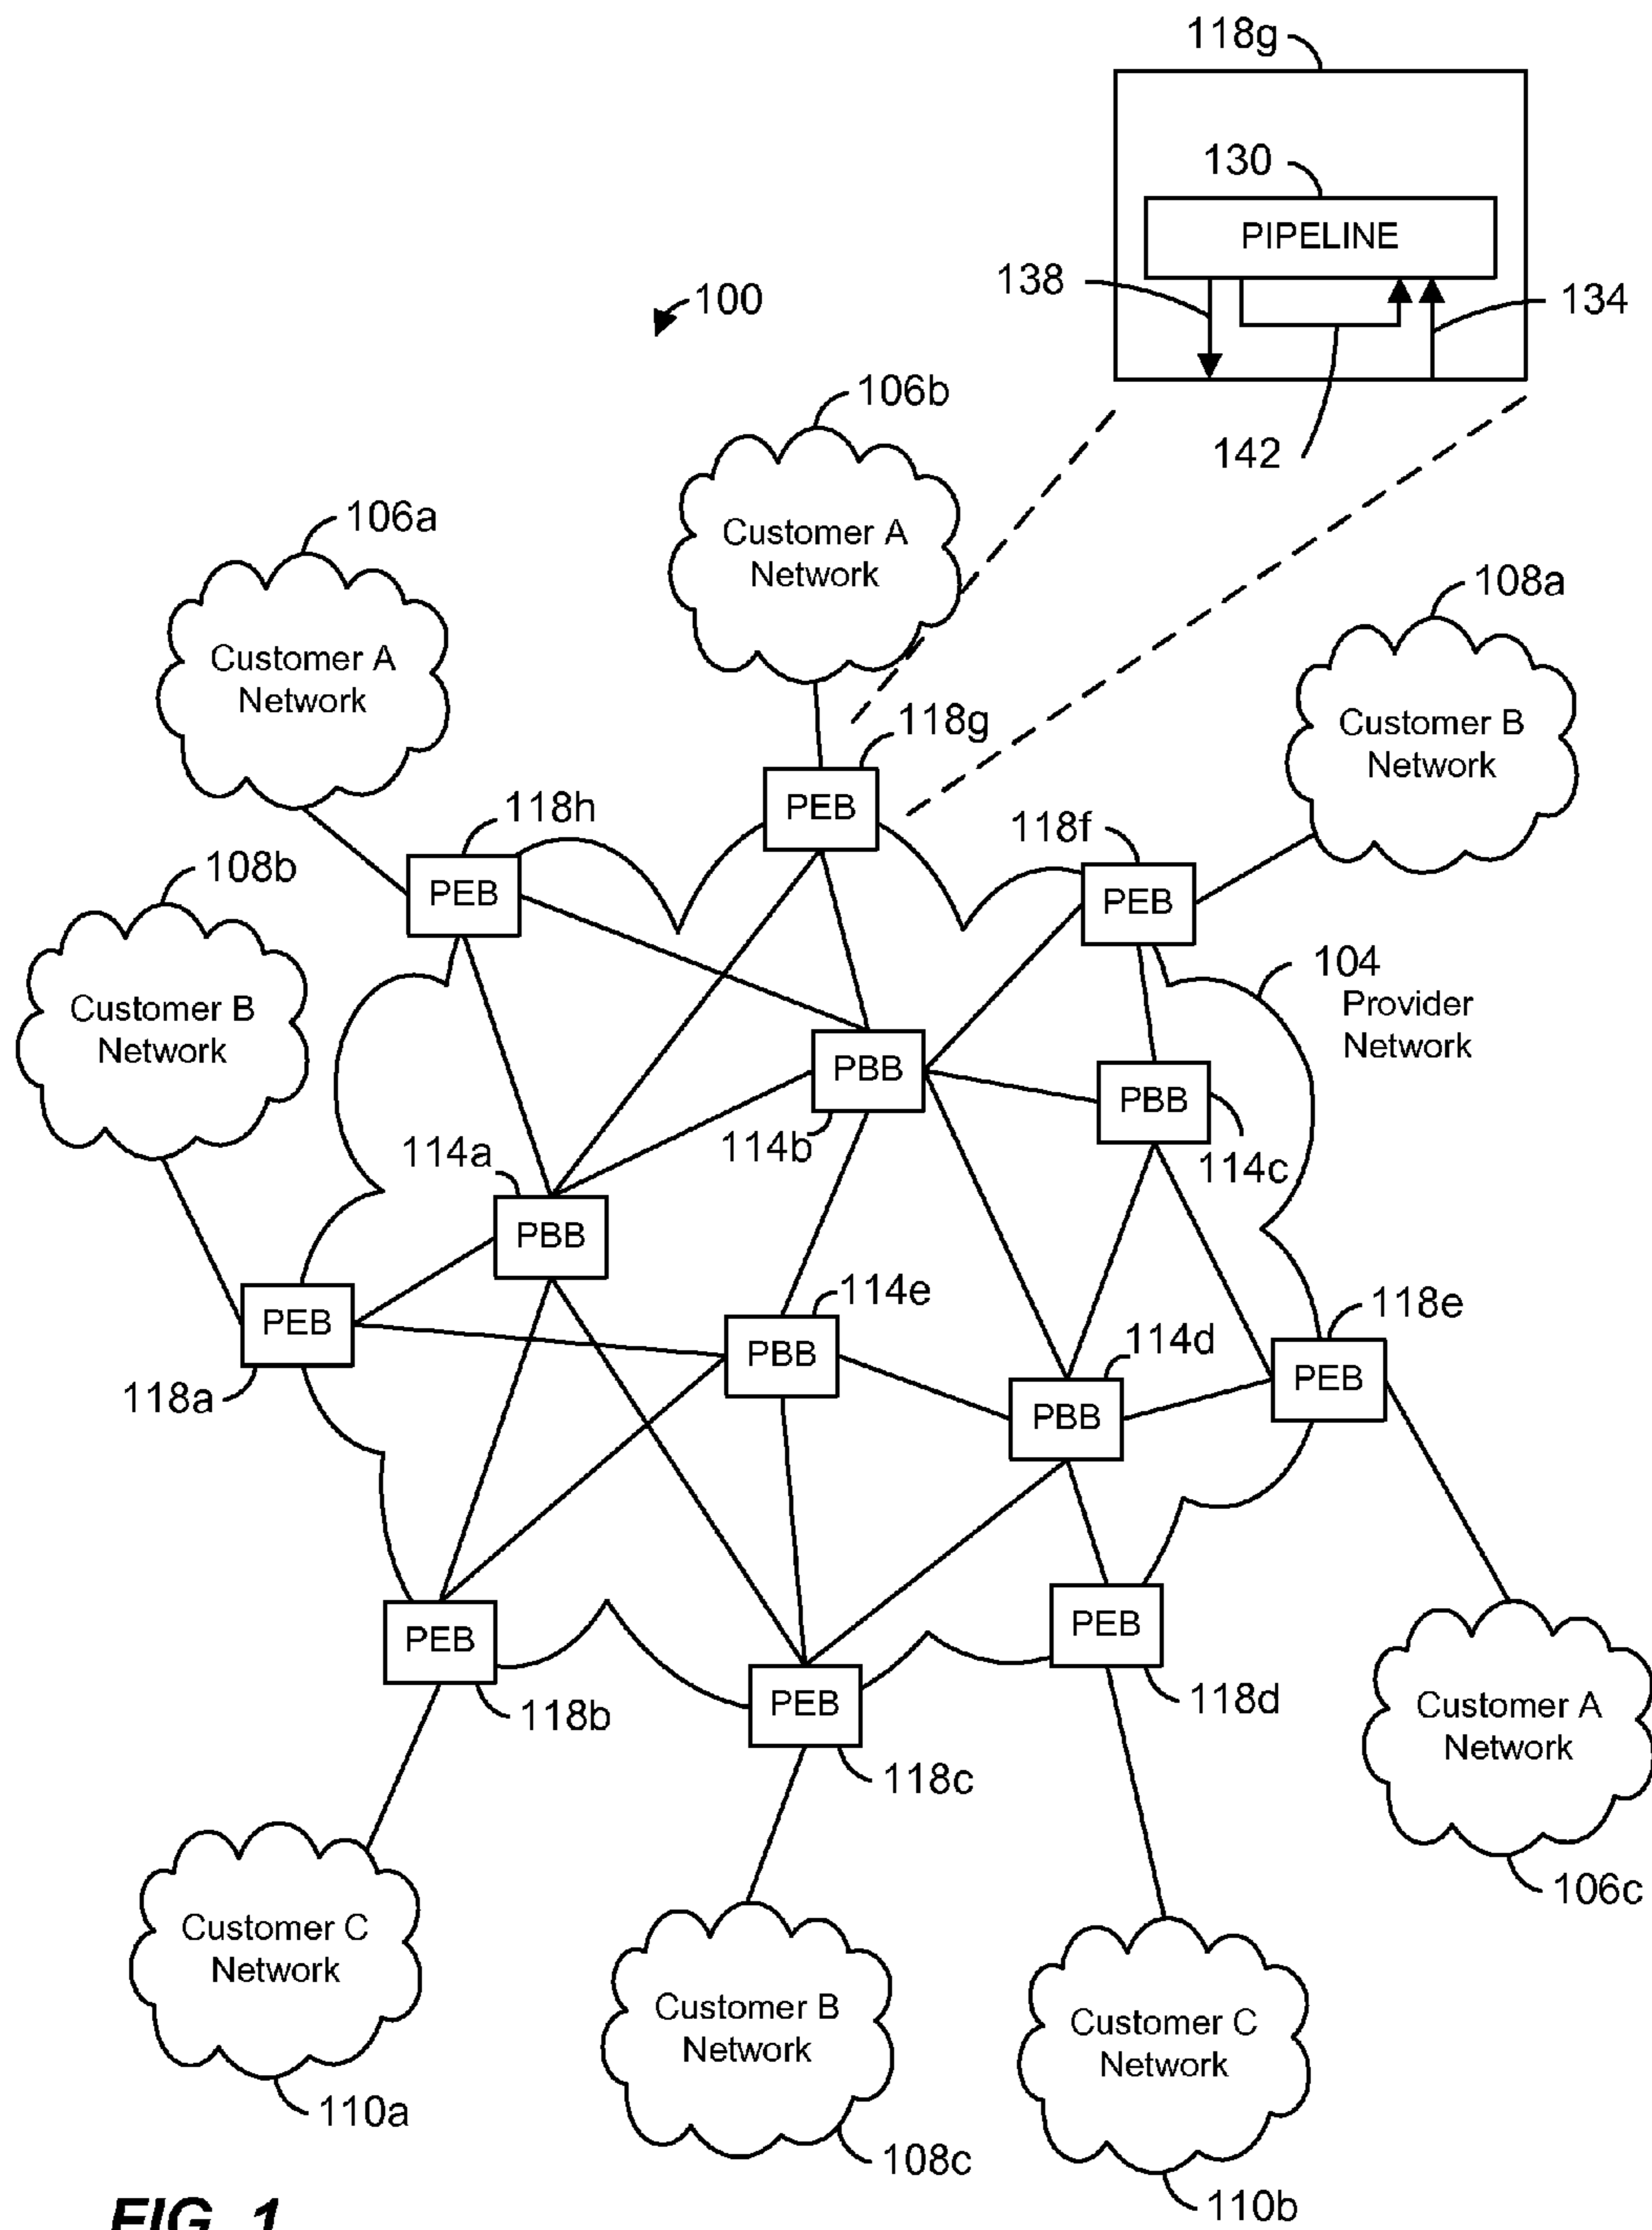 118g
130
PIPELINE
138
134
100
142
106b
Customer A
Network
106a
Customer A
Network
108a
Customer B
Network
118g
PEB
118h
PEB
118f
PEB
108b
Customer B
Network
104
Provider
Network
PBB
114b
PBB
114c
114a
PBB
114e
PBB
PEB
118a
114d
PBB
118e
PEB
PEB
118b
PEB
118c
PEB
118d
Customer A
Network
106c
Customer C
Network
110a
Customer B
Network
108c
Customer C
Network
110b
FIG. 1